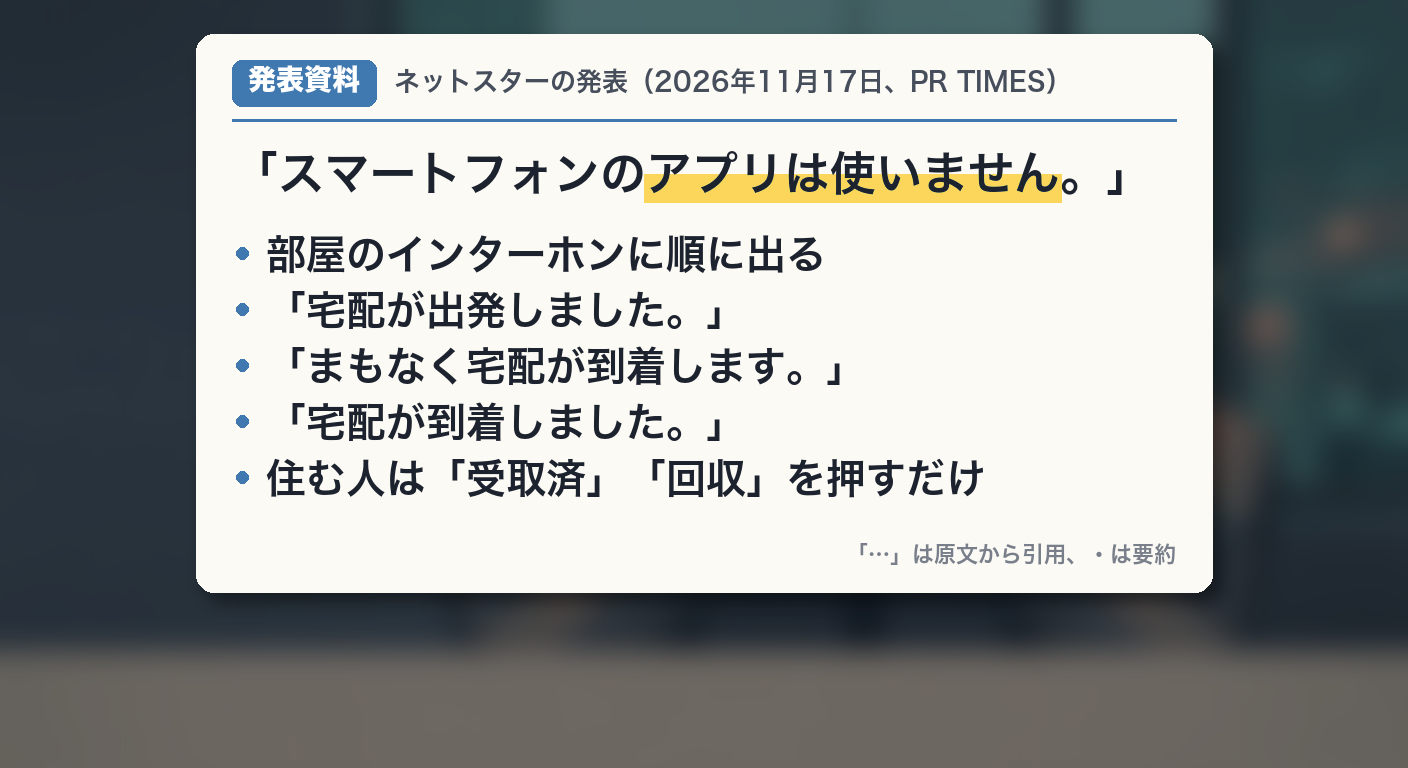 発表資料 ネットスターの発表（2026年11月17日、PR TIMES）
「スマートフォンのアプリは使いません。」
• 部屋のインターホンに順に出る
• 「宅配が出発しました。」
• 「まもなく宅配が到着します。」
• 「宅配が到着しました。」
• 住む人は「受取済」「回収」を押すだけ
「…」は原文から引用、・は要約